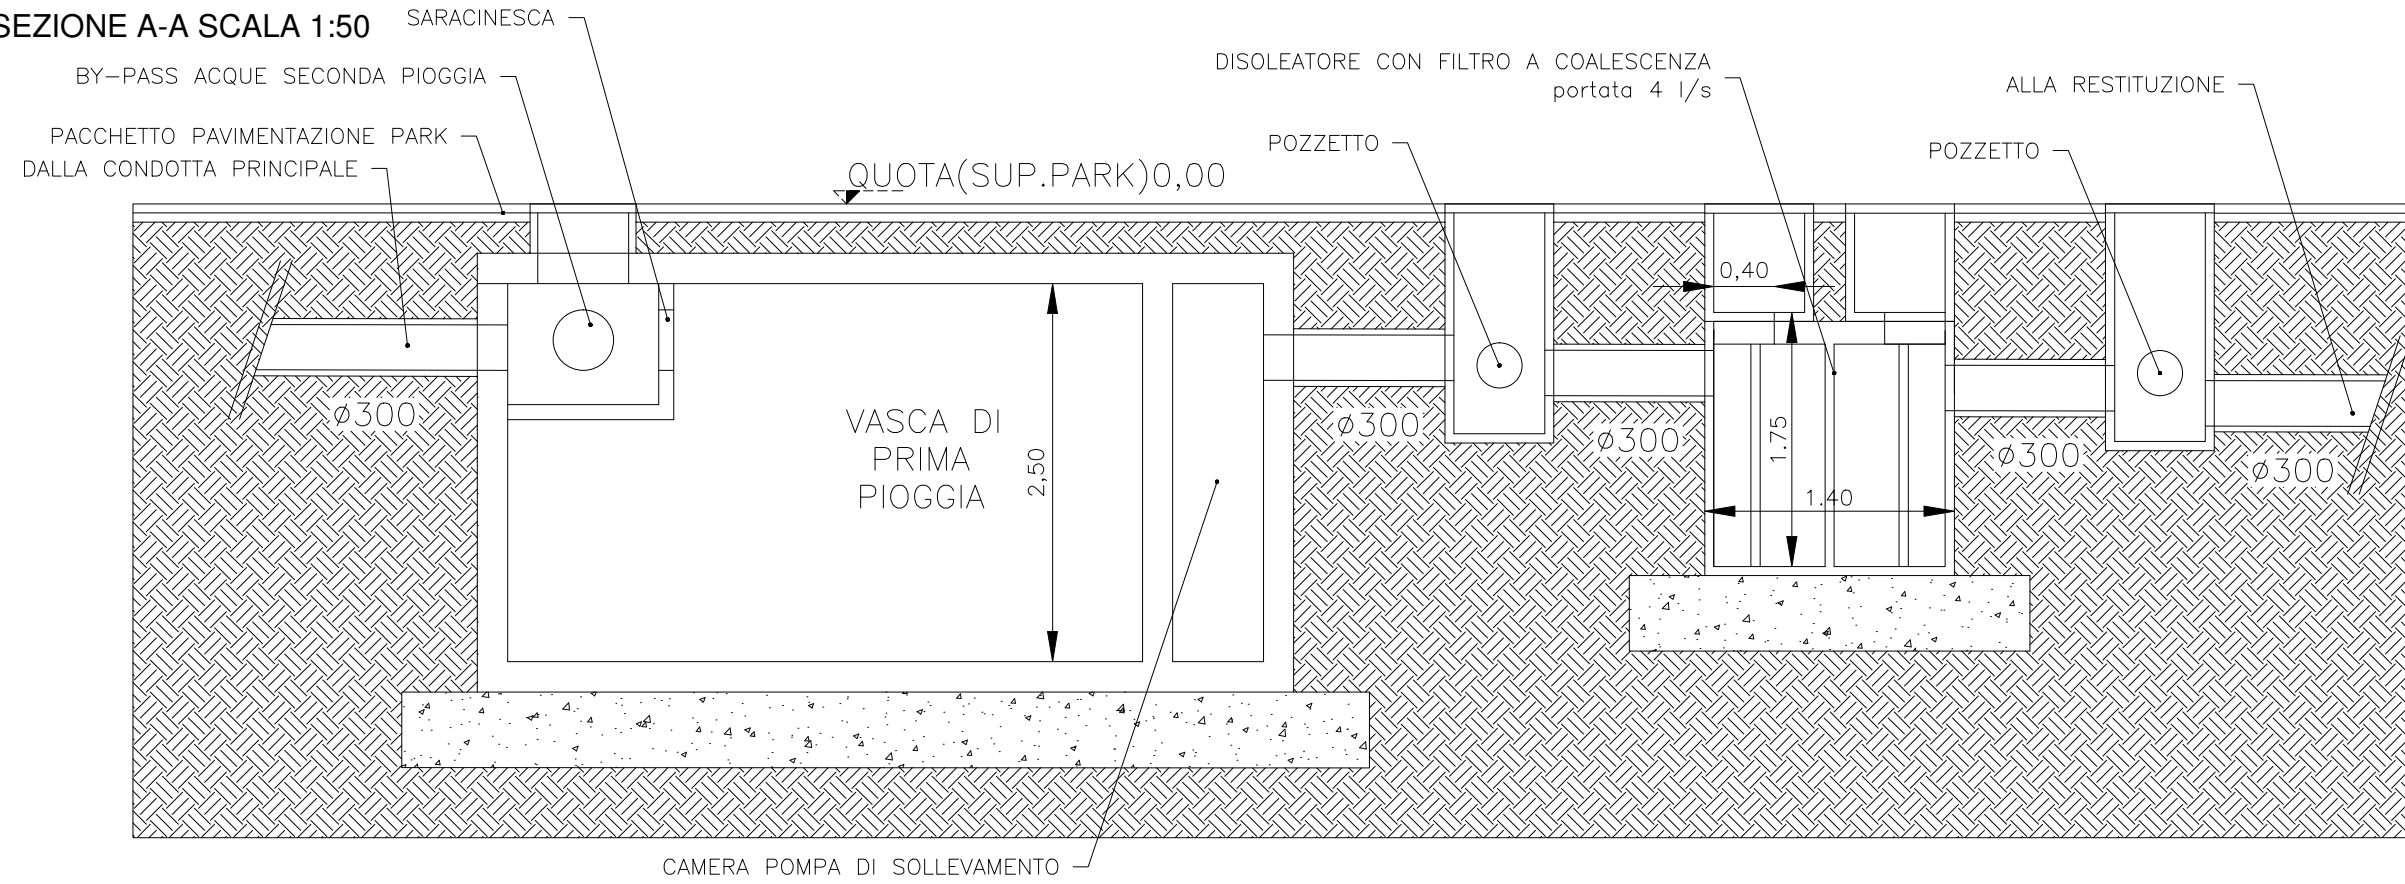 SEZIONE A-A SCALA 1:50
SARACINESCA
BY-PASS ACQUE SECONDA PIOGGIA
PACCHETTO PAVIMENTAZIONE PARK
DALLA CONDOTTA PRINCIPALE
QUOTA(SUP.PARK)0,00
DISOLEATORE CON FILTRO A COALESCENZA
portata 4 l/s
POZZETTO
ALLA RESTITUZIONE
POZZETTO
0,40
ø300
VASCA DI
PRIMA
PIOGGIA
2,50
ø300
ø300
1.75
1.40
ø300
ø300
CAMERA POMPA DI SOLLEVAMENTO